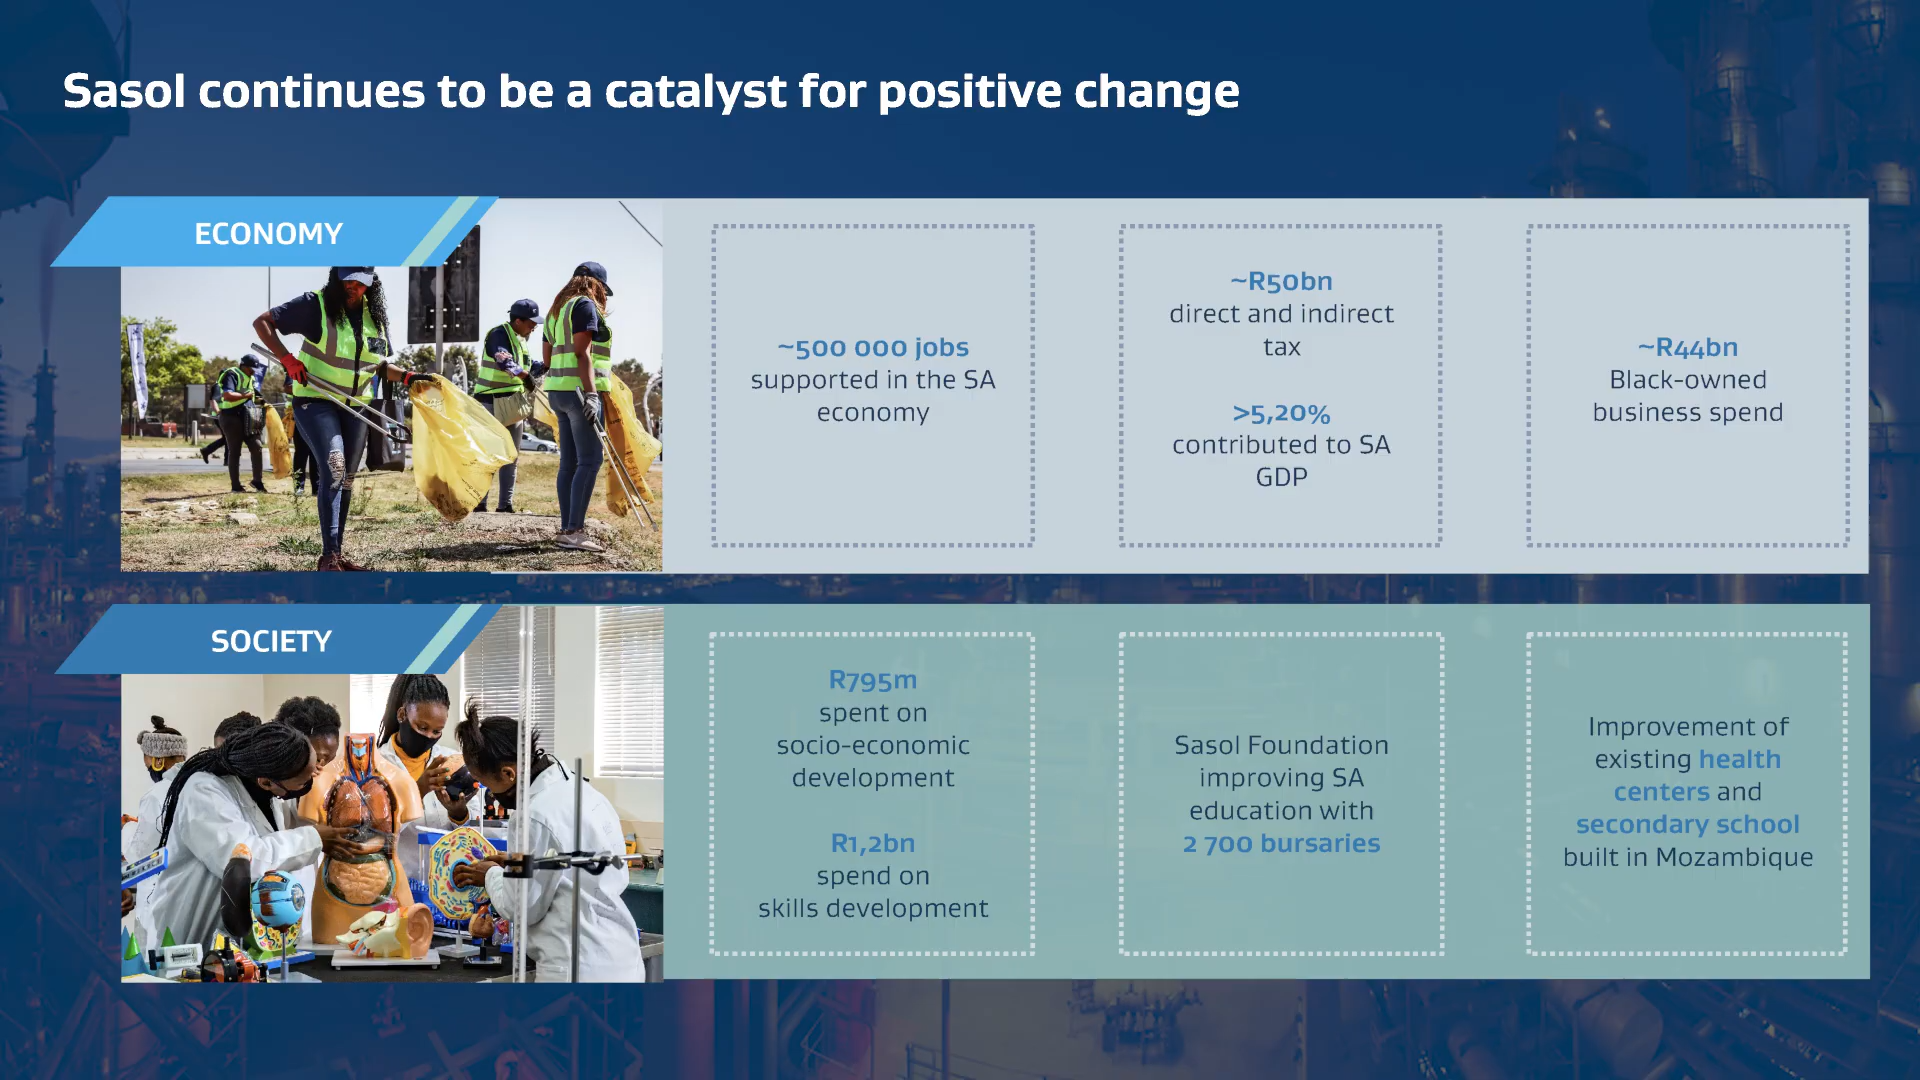 Sasol continues to be a catalyst for positive change
ECONOMY
~500 000 jobs
supported in the SA
economy
~R50bn
direct and indirect
tax
>5,20%
contributed to SA
GDP
~R44bn
Black-owned
business spend
SOCIETY
R795m
spent on
socio-economic
development
R1,2bn
spend on
skills development
Sasol Foundation
improving SA
education with
2 700 bursaries
Improvement of
existing health
centers and
secondary school
built in Mozambique